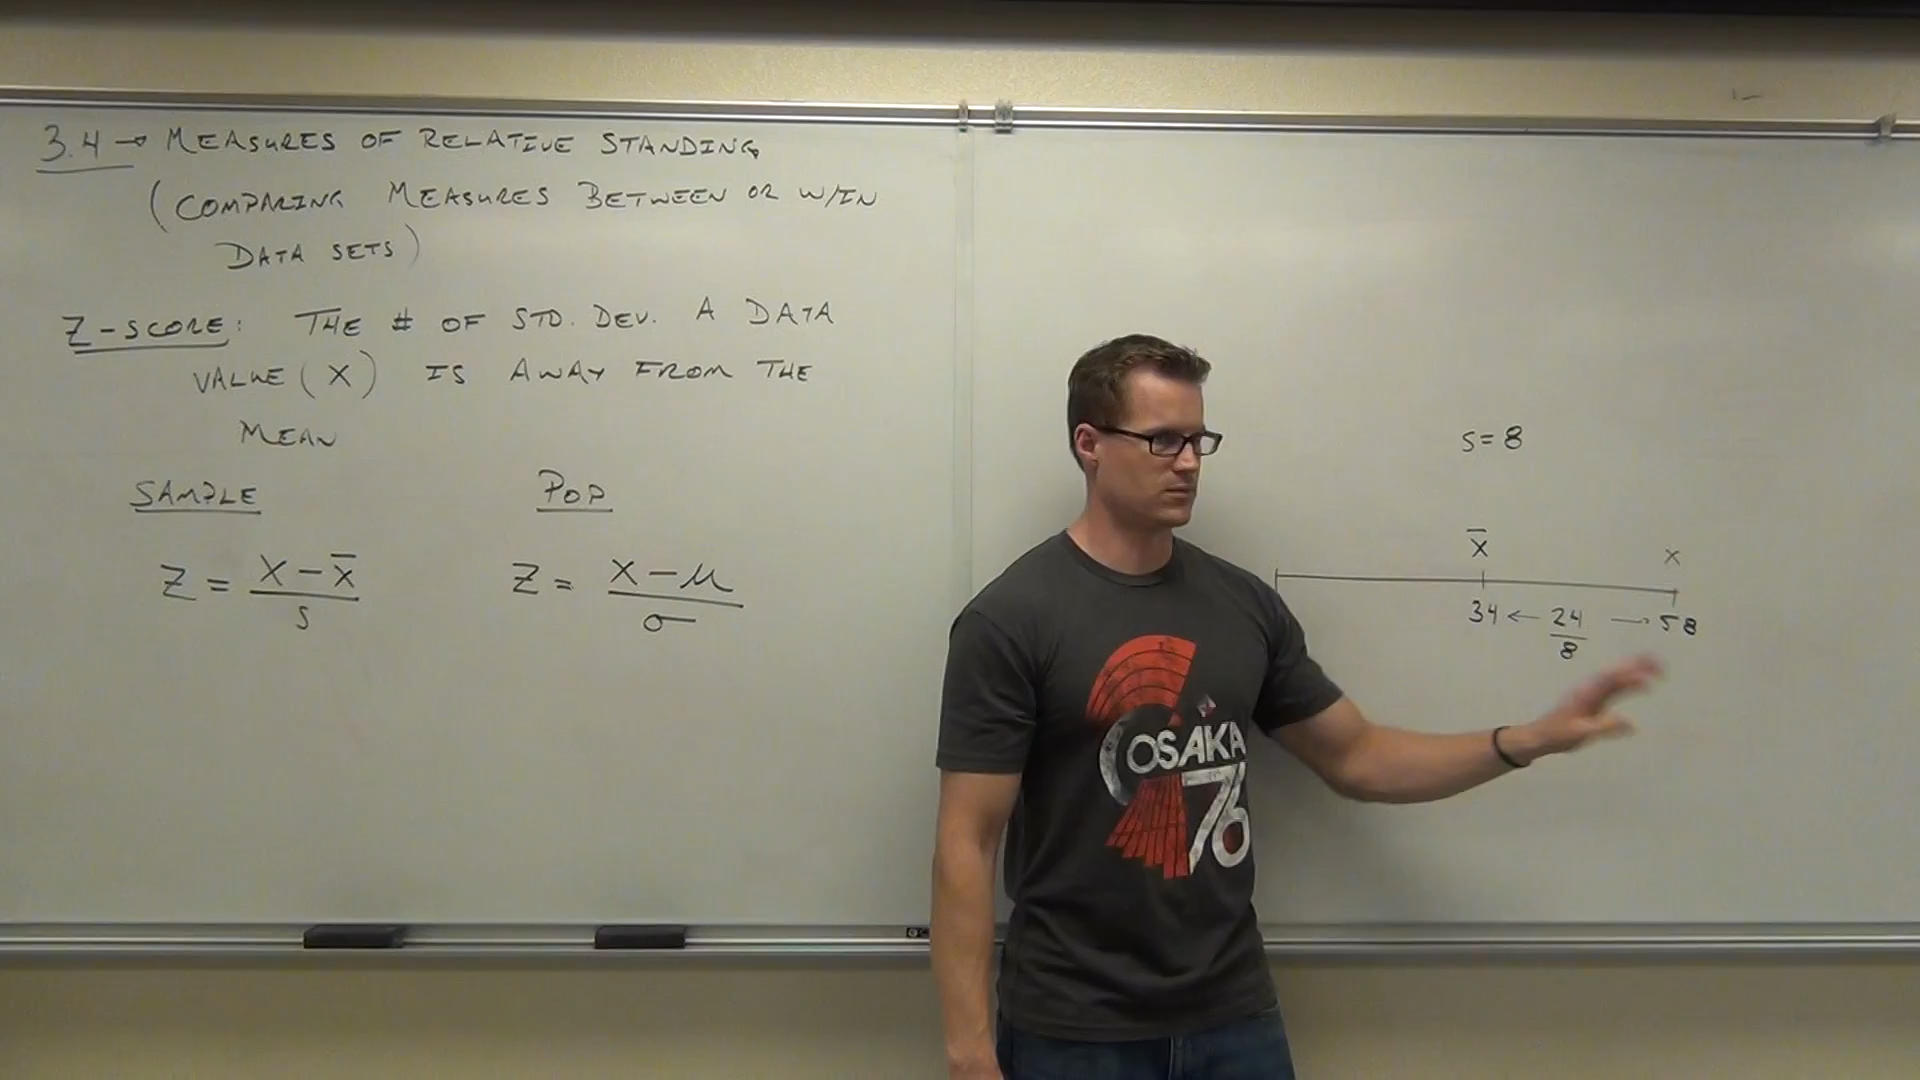 3.4 → MEASURES OF RELATIVE STANDING
(COMPARING MEASURES BETWEEN OR W/IN
DATA SETS)
Z-SCORE: THE # OF STD. DEV. A DATA
VALUE (X) IS AWAY FROM THE
MEAN
SAMPLE
Z = (X - x̄) / s
POP
Z = (X - μ) / σ
s = 8
x̄ x
34 ← 24/8 → 58
OSAKA
76